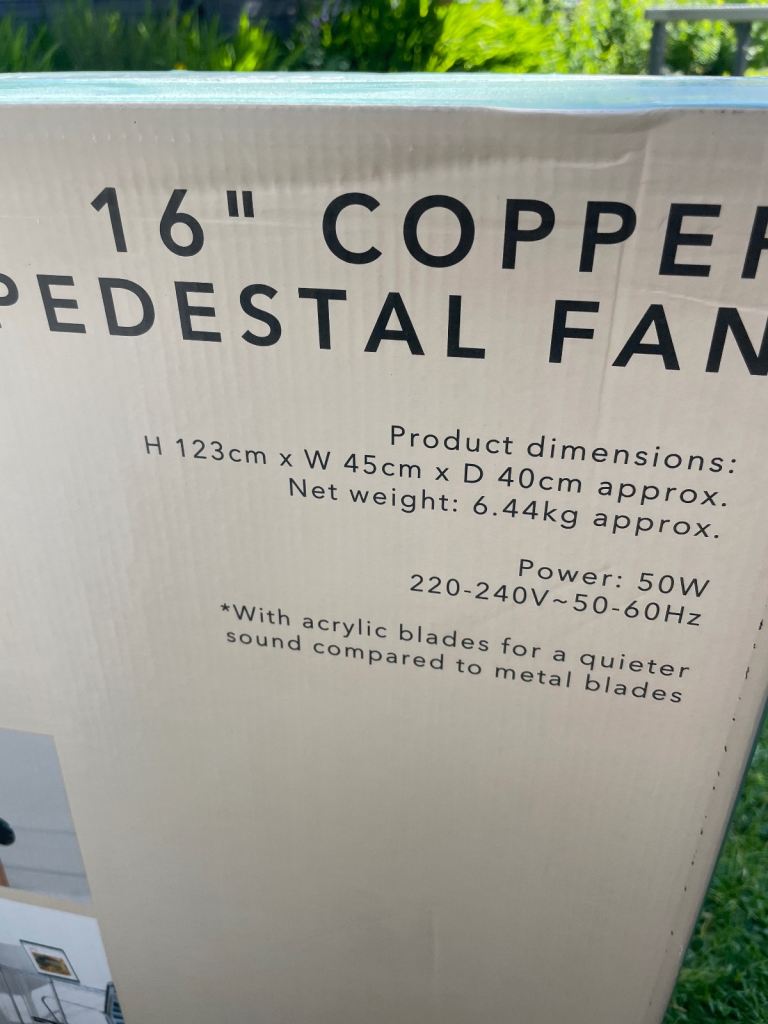 16" COPPER
PEDESTAL FAN
Product dimensions:
H 123cm x W 45cm x D 40cm approx.
Net weight: 6.44kg approx.
Power: 50W
220-240V~50-60Hz
*With acrylic blades for a quieter
sound compared to metal blades